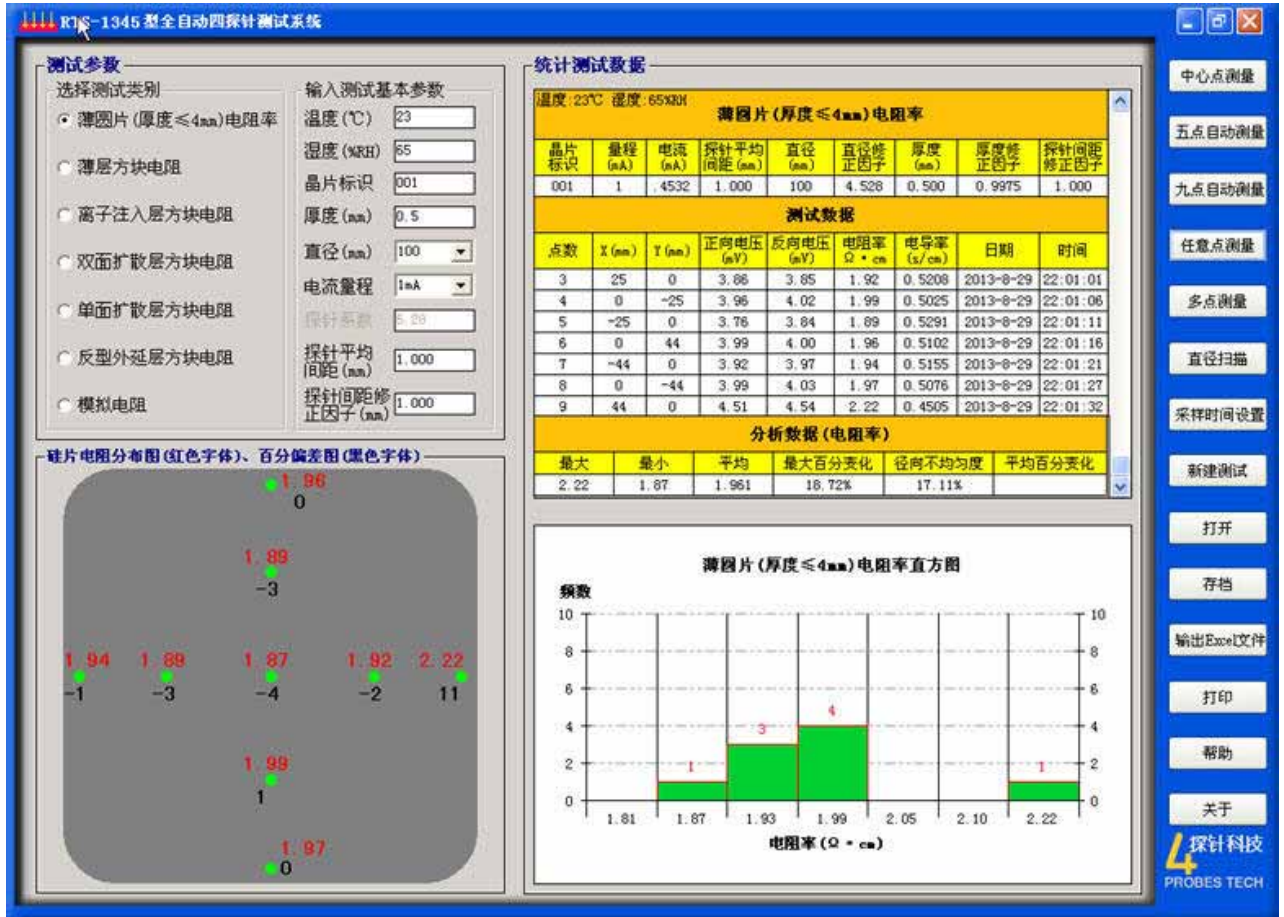 RTS-1345型全自动四探针测试系统
测试参数
选择测试类别
薄圆片(厚度≤4mm)电阻率
薄层方块电阻
离子注入层方块电阻
双面扩散层方块电阻
单面扩散层方块电阻
反型外延层方块电阻
模拟电阻
输入测试基本参数
温度(℃) 23
湿度(%RH) 65
晶片标识 001
厚度(mm) 0.5
直径(mm) 100
电流量程 1mA
探针系数 6.28
探针平均
间距(mm) 1.000
探针间距修
正因子(mm) 1.000
硅片电阻分布图(红色字体)、百分偏差图(黑色字体)
1.96
0
1.89
-3
1.94 1.89 1.87 1.92 2.22
-1 -3 -4 -2 11
1.99
1
1.97
0
统计测试数据
温度:23℃ 湿度:65%RH
薄圆片(厚度≤4mm)电阻率
晶片标识 量程(mA) 电流(mA) 探针平均间距(mm) 直径(mm) 直径修正因子 厚度(mm) 厚度修正因子 探针间距修正因子
001 1 .4532 1.000 100 4.528 0.500 0.9975 1.000
测试数据
点数 X(mm) Y(mm) 正向电压(mV) 反向电压(mV) 电阻率Ω·cm 电导率(s/cm) 日期 时间
3 25 0 3.86 3.85 1.92 0.5208 2013-8-29 22:01:01
4 0 -25 3.96 4.02 1.99 0.5025 2013-8-29 22:01:06
5 -25 0 3.76 3.84 1.89 0.5291 2013-8-29 22:01:11
6 0 44 3.99 4.00 1.96 0.5102 2013-8-29 22:01:16
7 -44 0 3.92 3.97 1.94 0.5155 2013-8-29 22:01:21
8 0 -44 3.99 4.03 1.97 0.5076 2013-8-29 22:01:27
9 44 0 4.51 4.54 2.22 0.4505 2013-8-29 22:01:32
分析数据(电阻率)
最大 最小 平均 最大百分变化 径向不均匀度 平均百分变化
2.22 1.87 1.961 18.72% 17.11%
薄圆片(厚度≤4mm)电阻率直方图
频数
10 10
8 8
6 6
4 4 4
3
2 1 1 2
0 0
1.81 1.87 1.93 1.99 2.05 2.10 2.22
电阻率(Ω·cm)
中心点测量
五点自动测量
九点自动测量
任意点测量
多点测量
直径扫描
采样时间设置
新建测试
打开
存档
输出Excel文件
打印
帮助
关于
4探针科技
PROBES TECH